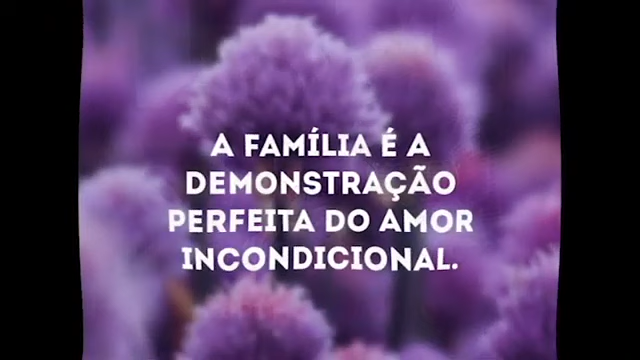 A FAMÍLIA É A
DEMONSTRAÇÃO
PERFEITA DO AMOR
INCONDICIONAL.